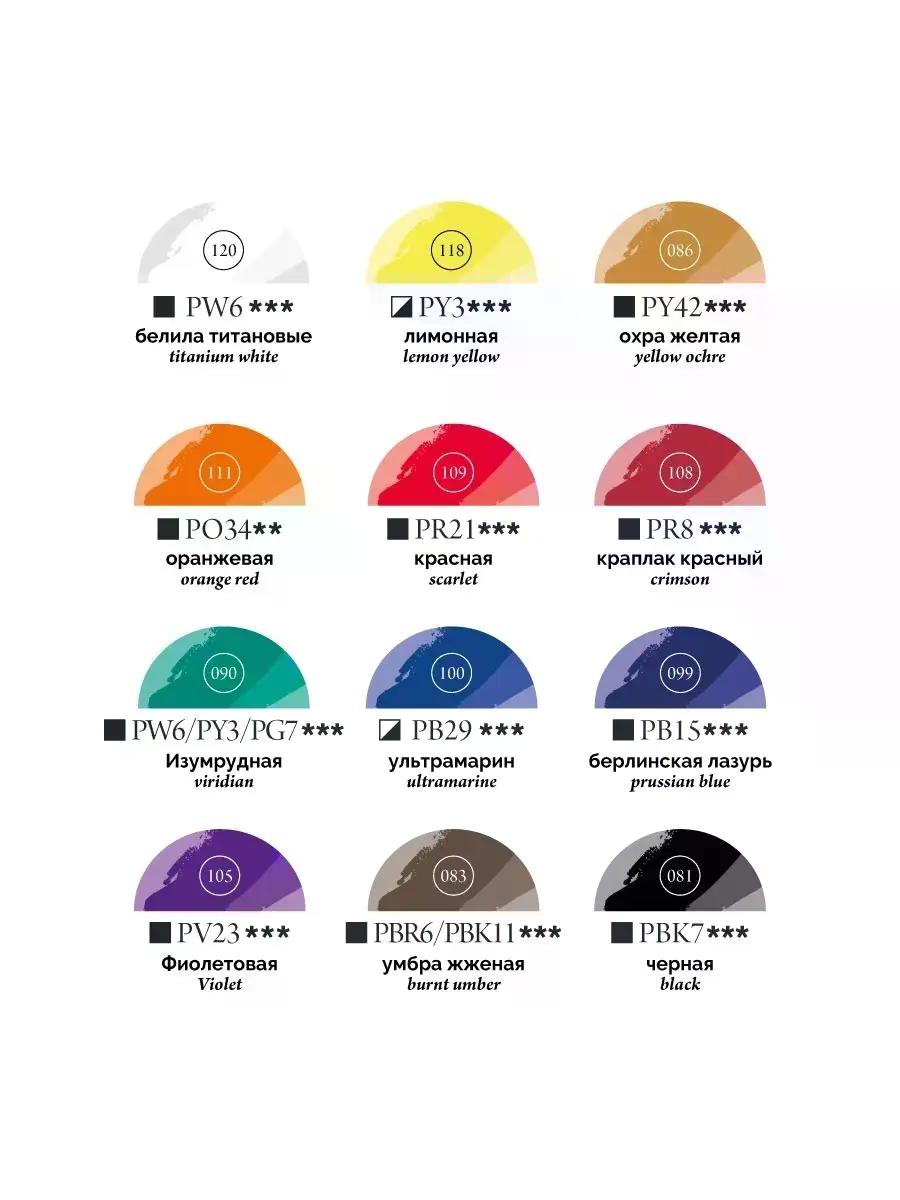 120
118
086
PW6 ***
PY3***
PY42***
белила титановые
лимонная
охра желтая
titanium white
lemon yellow
yellow ochre
111
109
108
PO34**
PR21***
PR8 ***
оранжевая
красная
краплак красный
orange red
scarlet
crimson
090
100
099
PW6/PY3/PG7***
PB29 ***
PB15***
Изумрудная
ультрамарин
берлинская лазурь
viridian
ultramarine
prussian blue
105
083
081
PV23***
PBR6/PBK11***
PBK7***
Фиолетовая
умбра жженая
черная
Violet
burnt umber
black